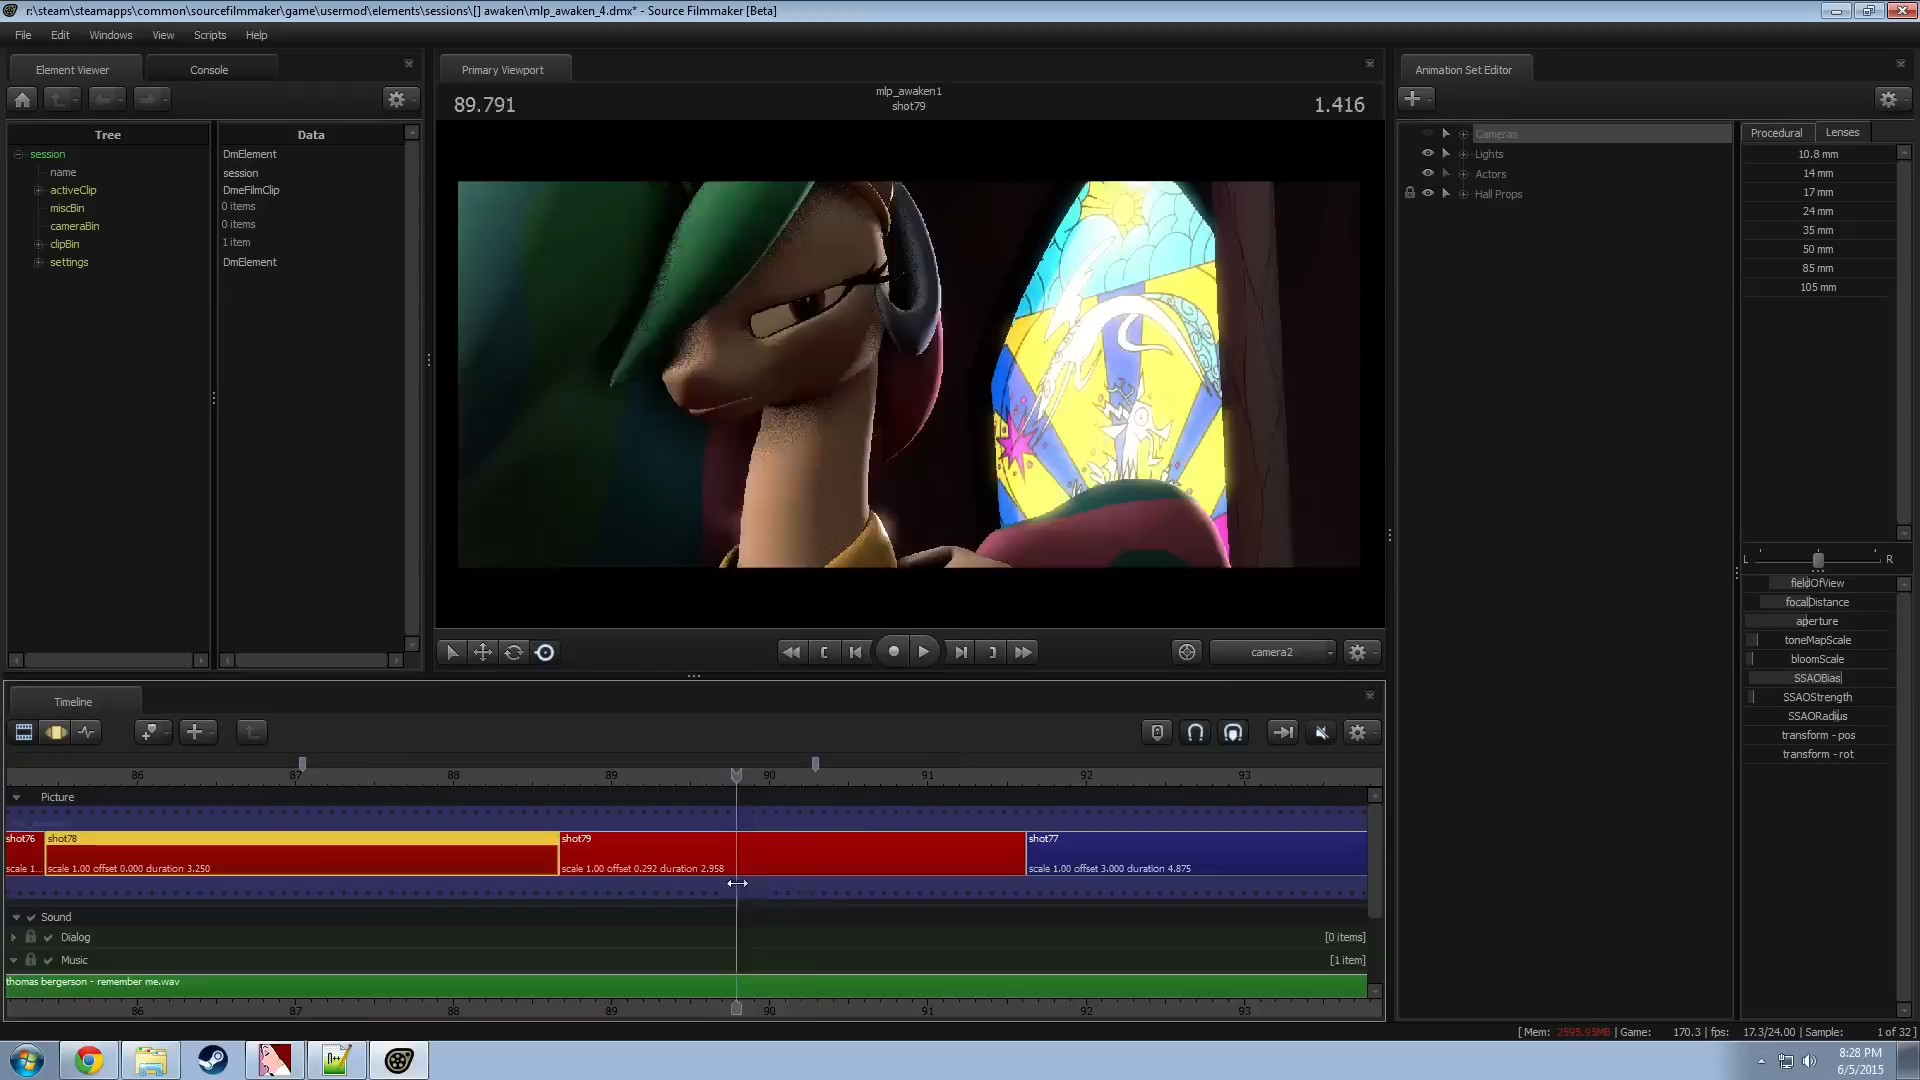 r:\steam\steamapps\common\sourcefilmmaker\game\usermod\elements\sessions\[] awaken\mlp_awaken_4.dmx* - Source Filmmaker [Beta]
File Edit Windows View Scripts Help
Element Viewer Console
Tree Data
session DmElement
name session
activeClip DmeFilmClip
miscBin 0 items
cameraBin 0 items
clipBin 1 item
settings DmElement
Primary Viewport
89.791 mlp_awaken1 1.416
shot79
camera2
Animation Set Editor
Cameras
Lights
Actors
Hall Props
Procedural Lenses
10.8 mm
14 mm
17 mm
24 mm
35 mm
50 mm
85 mm
105 mm
L R
fieldOfView
focalDistance
aperture
toneMapScale
bloomScale
SSAOBias
SSAOStrength
SSAORadius
transform - pos
transform - rot
Timeline
86 87 88 89 90 91 92 93
Picture
shot76 shot78 shot79 shot77
scale 1... scale 1.00 offset 0.000 duration 3.250 scale 1.00 offset 0.292 duration 2.958 scale 1.00 offset 3.000 duration 4.875
Sound
Dialog [0 items]
Music [1 item]
thomas bergerson - remember me.wav
86 87 88 89 90 91 92 93
[ Mem: 2595.95MB | Game: 170.3 | fps: 17.3/24.00 | Sample: 1 of 32 ]
8:28 PM
6/5/2015